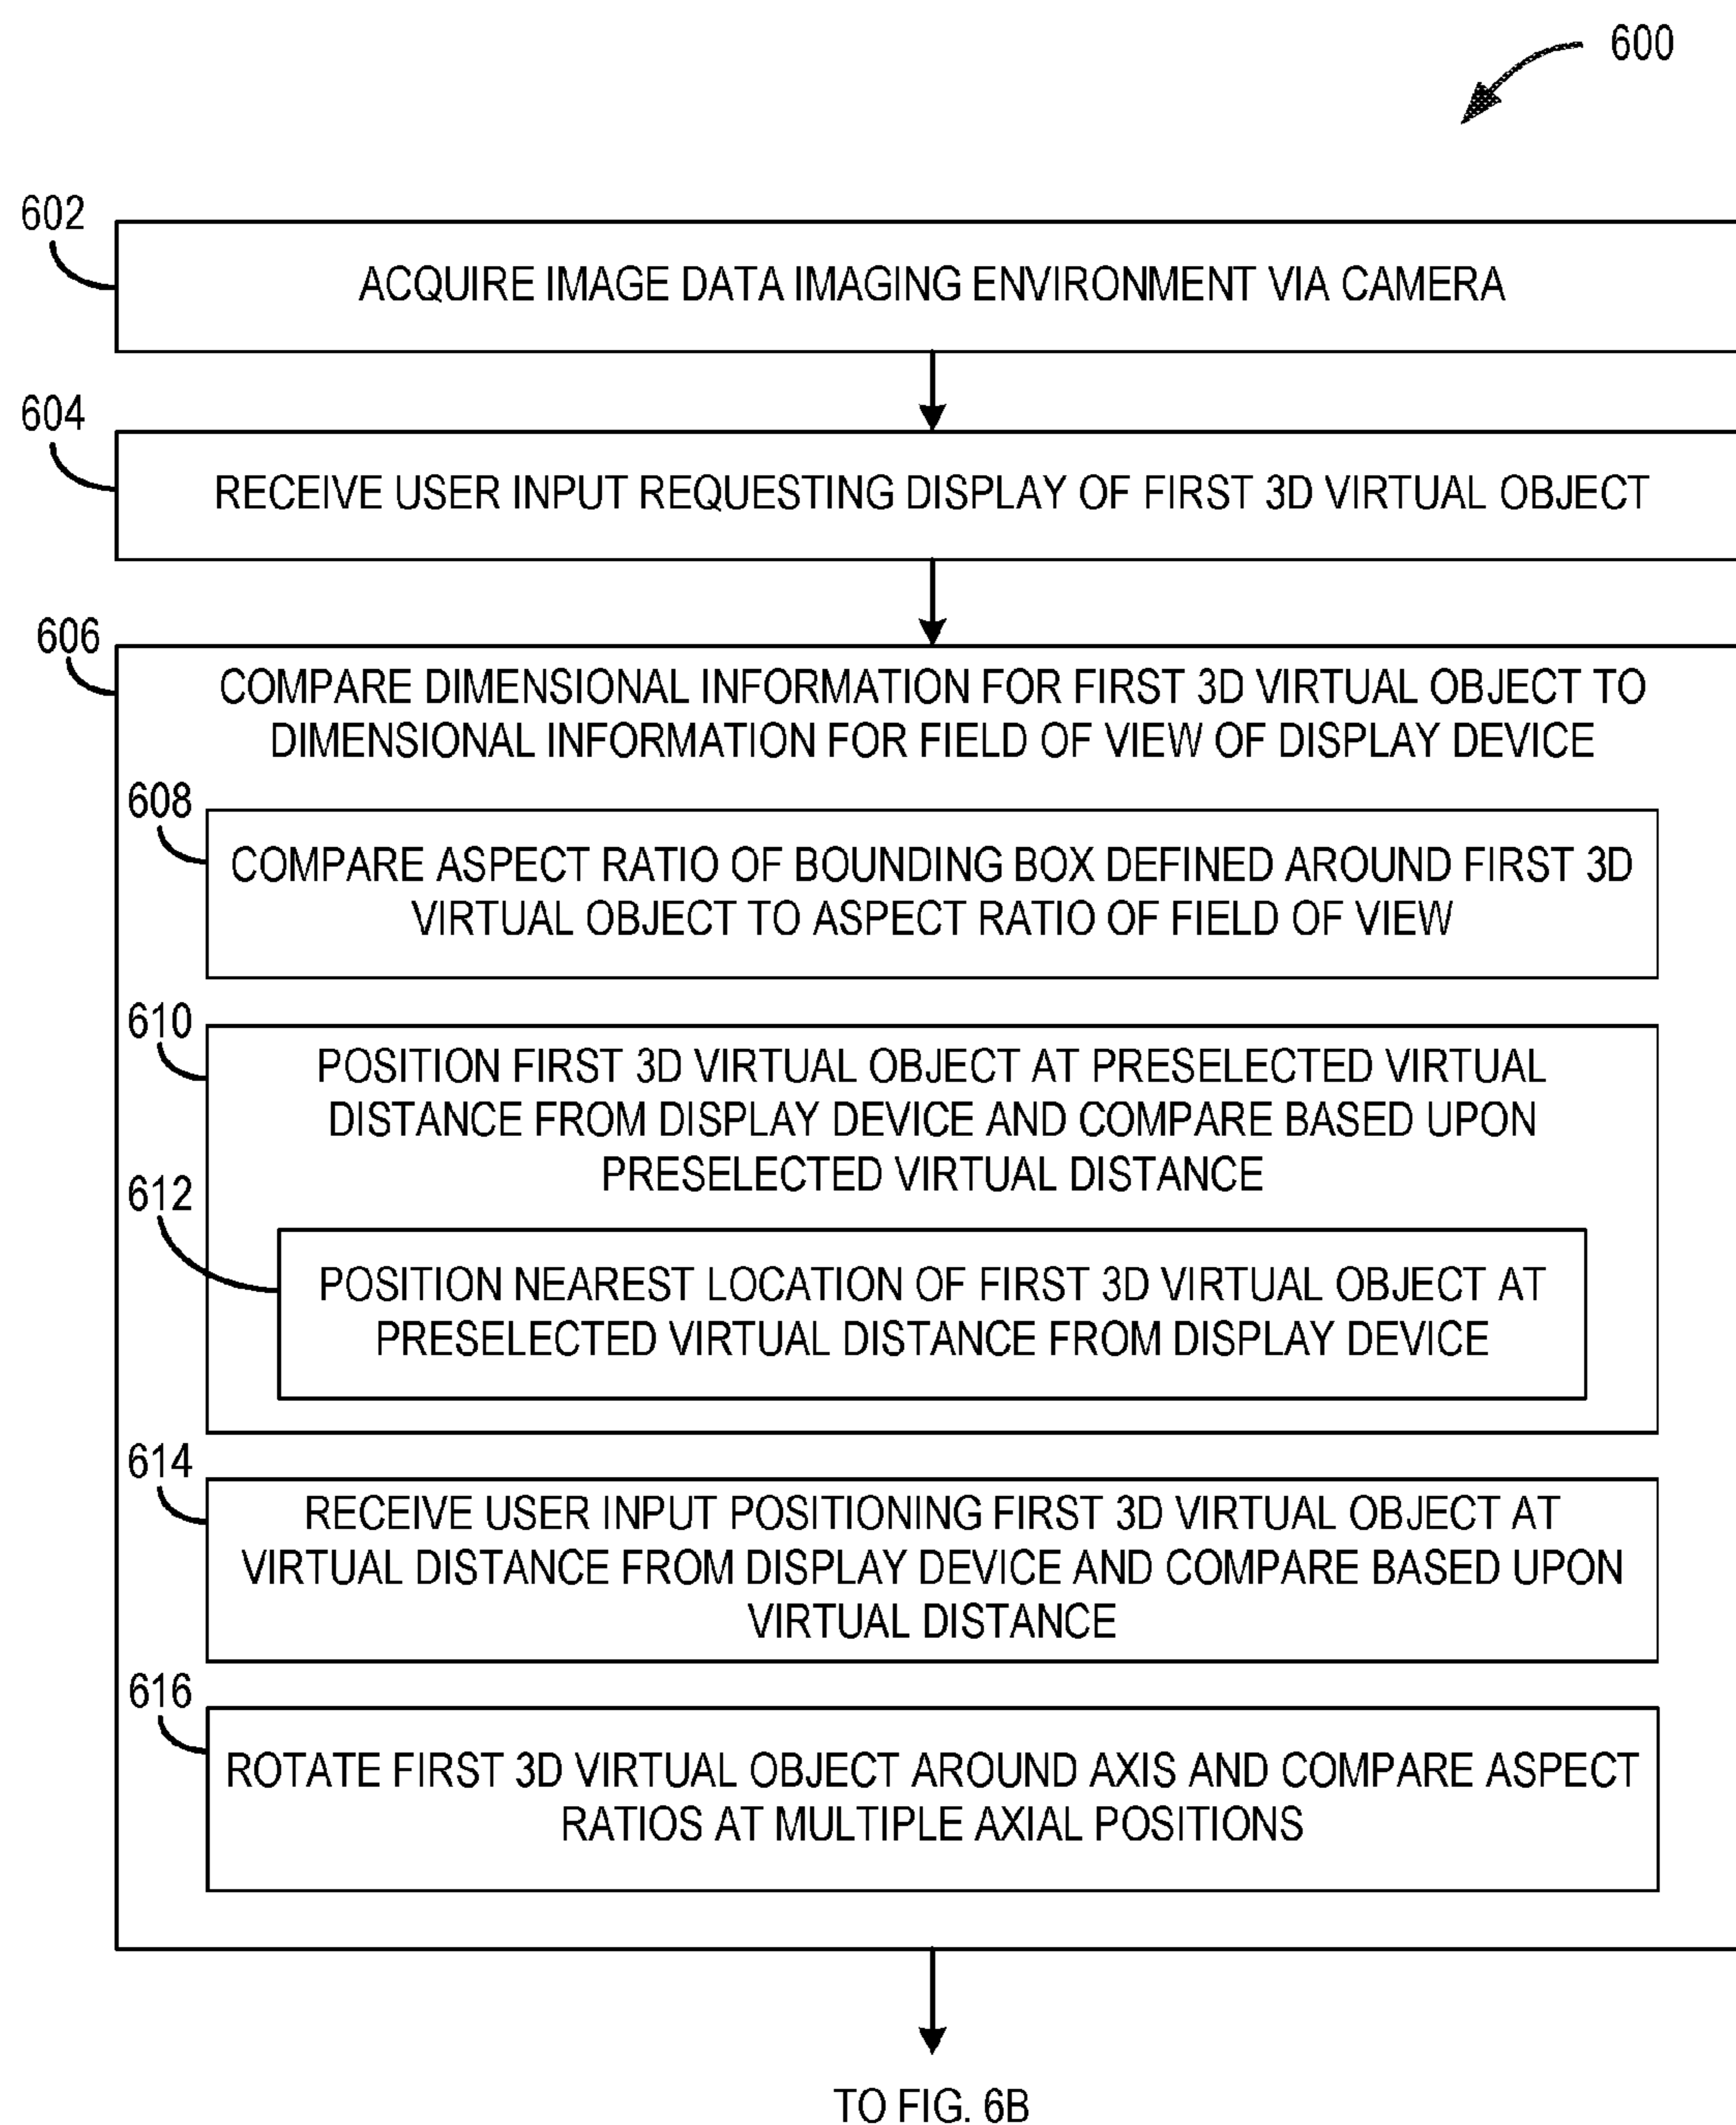 600
602
ACQUIRE IMAGE DATA IMAGING ENVIRONMENT VIA CAMERA
604
RECEIVE USER INPUT REQUESTING DISPLAY OF FIRST 3D VIRTUAL OBJECT
606
COMPARE DIMENSIONAL INFORMATION FOR FIRST 3D VIRTUAL OBJECT TO
DIMENSIONAL INFORMATION FOR FIELD OF VIEW OF DISPLAY DEVICE
608
COMPARE ASPECT RATIO OF BOUNDING BOX DEFINED AROUND FIRST 3D
VIRTUAL OBJECT TO ASPECT RATIO OF FIELD OF VIEW
610
POSITION FIRST 3D VIRTUAL OBJECT AT PRESELECTED VIRTUAL
DISTANCE FROM DISPLAY DEVICE AND COMPARE BASED UPON
PRESELECTED VIRTUAL DISTANCE
612
POSITION NEAREST LOCATION OF FIRST 3D VIRTUAL OBJECT AT
PRESELECTED VIRTUAL DISTANCE FROM DISPLAY DEVICE
614
RECEIVE USER INPUT POSITIONING FIRST 3D VIRTUAL OBJECT AT
VIRTUAL DISTANCE FROM DISPLAY DEVICE AND COMPARE BASED UPON
VIRTUAL DISTANCE
616
ROTATE FIRST 3D VIRTUAL OBJECT AROUND AXIS AND COMPARE ASPECT
RATIOS AT MULTIPLE AXIAL POSITIONS
TO FIG. 6B